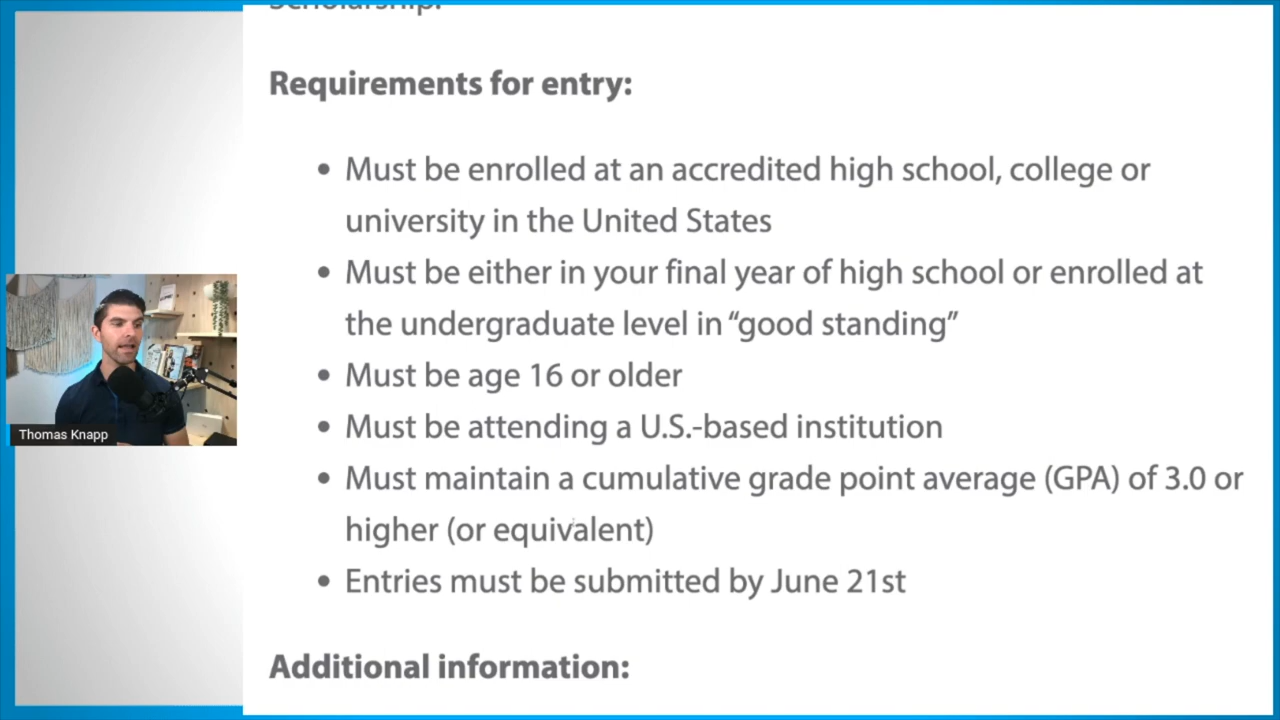 Scholarship.
Requirements for entry:
• Must be enrolled at an accredited high school, college or
university in the United States
• Must be either in your final year of high school or enrolled at
the undergraduate level in “good standing”
• Must be age 16 or older
• Must be attending a U.S.-based institution
• Must maintain a cumulative grade point average (GPA) of 3.0 or
higher (or equivalent)
• Entries must be submitted by June 21st
Additional information:
Thomas Knapp